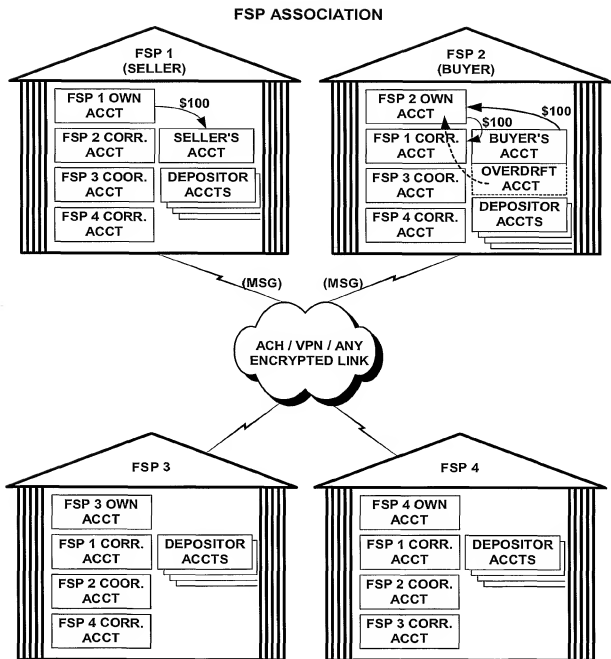 FSP ASSOCIATION
FSP 1
(SELLER)
FSP 1 OWN
ACCT
$100
FSP 2 CORR.
ACCT
SELLER'S
ACCT
FSP 3 COOR.
ACCT
DEPOSITOR
ACCTS
FSP 4 CORR.
ACCT
FSP 2
(BUYER)
FSP 2 OWN
ACCT
$100
$100
FSP 1 CORR.
ACCT
BUYER'S
ACCT
OVERDRFT
ACCT
FSP 3 COOR.
ACCT
FSP 4 CORR.
ACCT
DEPOSITOR
ACCTS
(MSG)
(MSG)
ACH / VPN / ANY
ENCRYPTED LINK
FSP 3
FSP 3 OWN
ACCT
FSP 1 CORR.
ACCT
DEPOSITOR
ACCTS
FSP 2 COOR.
ACCT
FSP 4 CORR.
ACCT
FSP 4
FSP 4 OWN
ACCT
FSP 1 CORR.
ACCT
DEPOSITOR
ACCTS
FSP 2 COOR.
ACCT
FSP 3 CORR.
ACCT